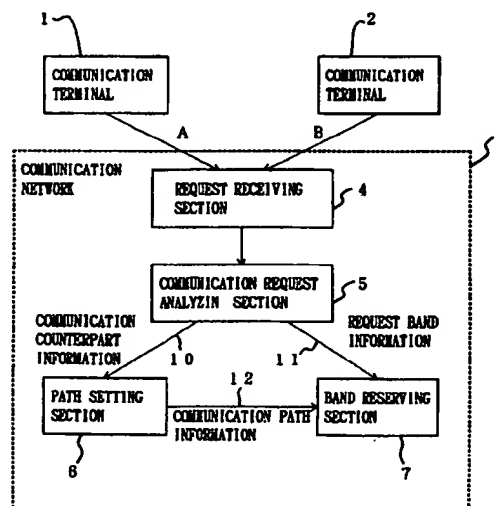 1
2
COMMUNICATION
TERMINAL
COMMUNICATION
TERMINAL
A
B
COMMUNICATION
NETWORK
REQUEST RECEIVING
SECTION
4
COMMUNICATION REQUEST
ANALYZIN SECTION
5
COMMUNICATION
COUNTERPART
INFORMATION
REQUEST BAND
INFORMATION
10
11
12
PATH SETTING
SECTION
COMMUNICATION PATH
INFORMATION
BAND RESERVING
SECTION
6
7